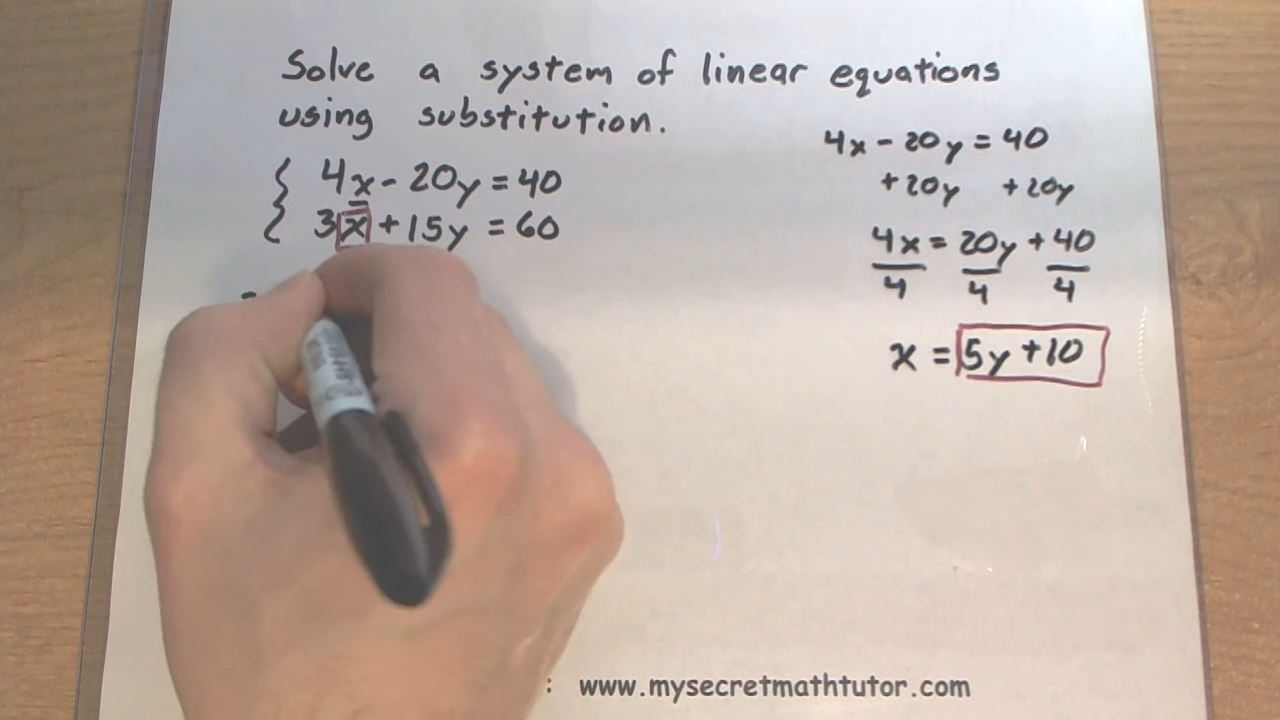 Solve a system of linear equations
using substitution.
4x - 20y = 40
3x + 15y = 60
4x - 20y = 40
+20y +20y
4x = 20y + 40
4 4 4
x = 5y + 10
: www.mysecretmathtutor.com